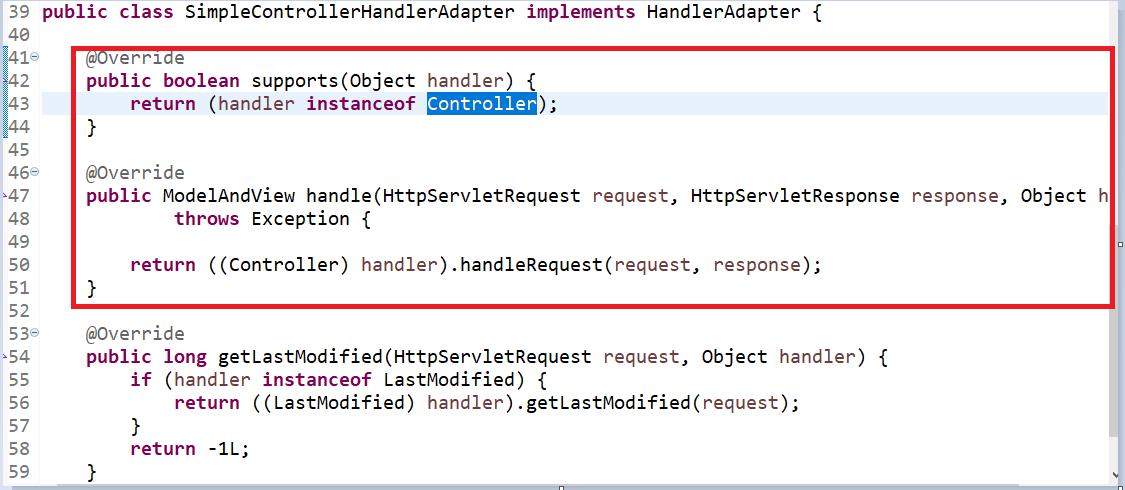 39 public class SimpleControllerHandlerAdapter implements HandlerAdapter {
40
41 @Override
42 public boolean supports(Object handler) {
43 return (handler instanceof Controller);
44 }
45
46 @Override
47 public ModelAndView handle(HttpServletRequest request, HttpServletResponse response, Object h
48 throws Exception {
49
50 return ((Controller) handler).handleRequest(request, response);
51 }
52
53 @Override
54 public long getLastModified(HttpServletRequest request, Object handler) {
55 if (handler instanceof LastModified) {
56 return ((LastModified) handler).getLastModified(request);
57 }
58 return -1L;
59 }